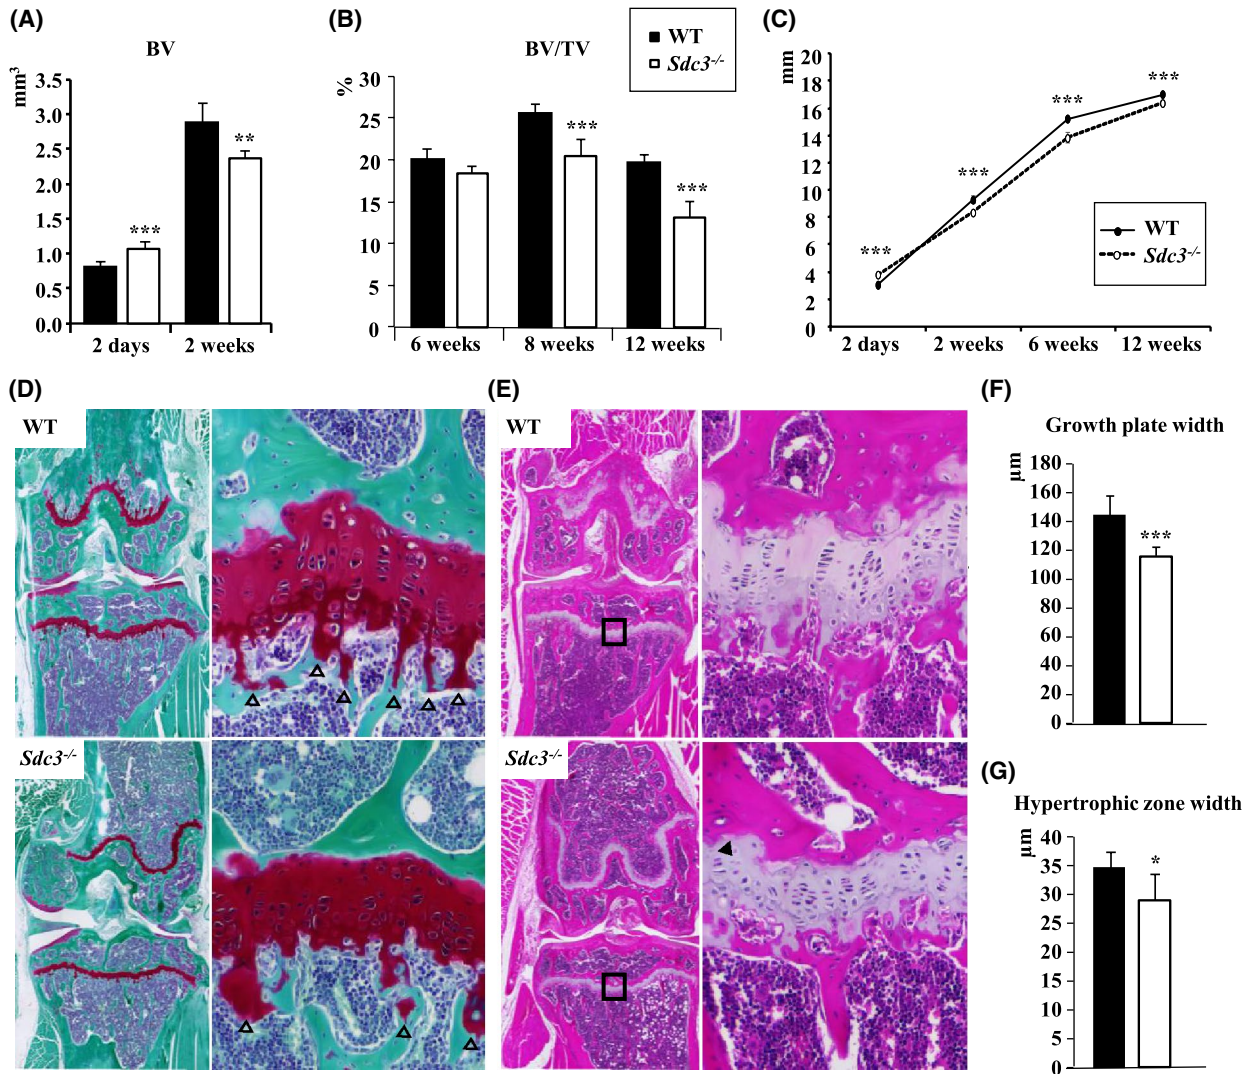 (A)
BV
mm³
3.5
3.0
2.5
2.0
1.5
1.0
0.5
0.0
***
**
2 days
2 weeks
(B)
BV/TV
WT
Sdc3-/-
%
30
25
20
15
10
5
0
***
***
6 weeks
8 weeks
12 weeks
(C)
mm
20
18
16
14
12
10
8
6
4
2
0
***
***
***
***
WT
Sdc3-/-
2 days
2 weeks
6 weeks
12 weeks
(D)
WT
Sdc3-/-
(E)
WT
Sdc3-/-
(F)
Growth plate width
µm
180
160
140
120
100
80
60
40
20
0
***
(G)
Hypertrophic zone width
µm
40
35
30
25
20
15
10
5
0
*